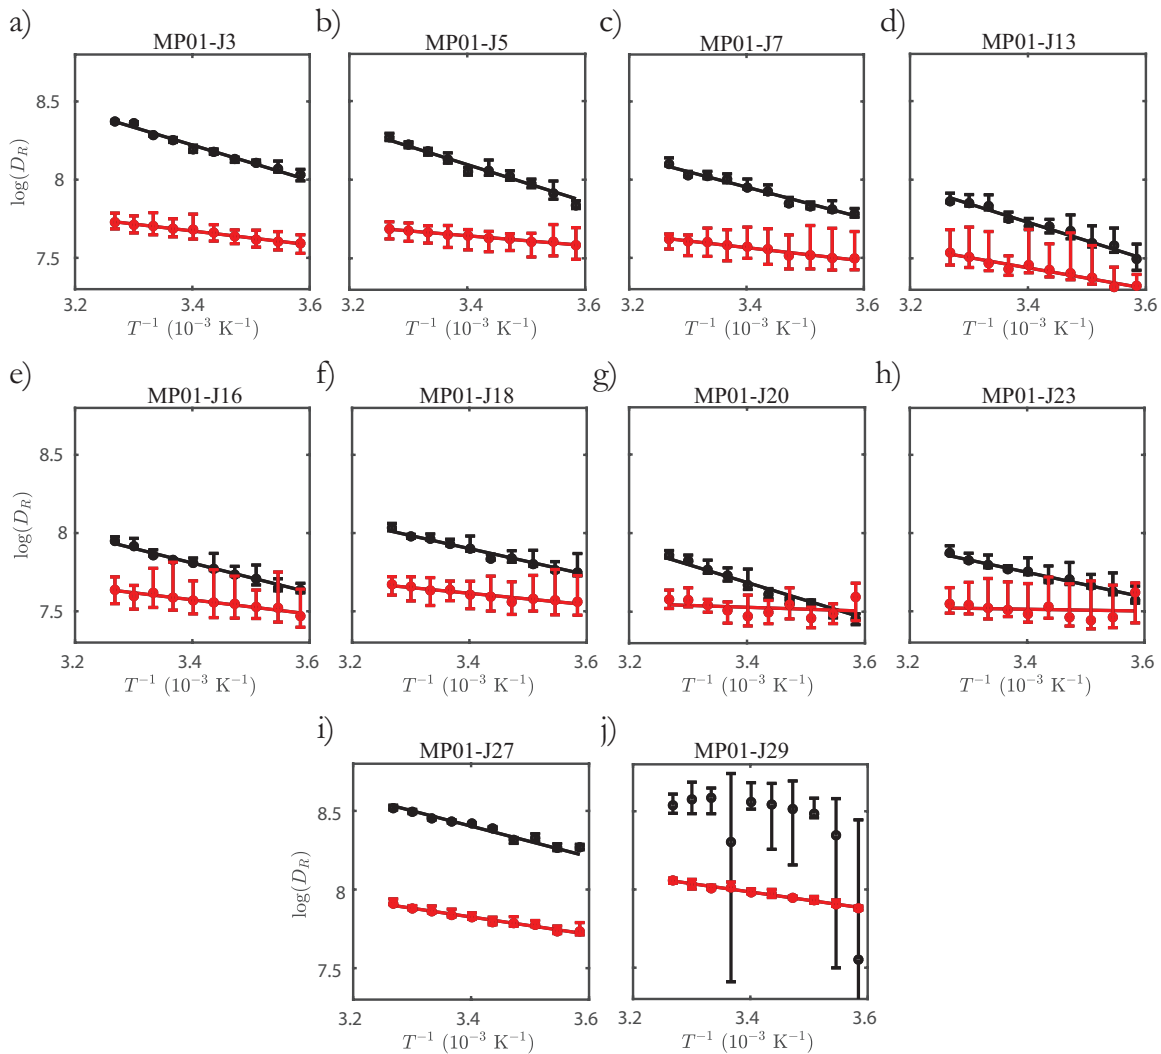 a) b) c) d)
MP01-J3 MP01-J5 MP01-J7 MP01-J13
8.5
8
7.5
log(D_R)
3.2 3.4 3.6 3.4 3.6 3.2 3.4 3.6 3.2 3.4 3.6
T⁻¹ (10⁻³ K⁻¹) T⁻¹ (10⁻³ K⁻¹) T⁻¹ (10⁻³ K⁻¹) T⁻¹ (10⁻³ K⁻¹)
e) f) g) h)
MP01-J16 MP01-J18 MP01-J20 MP01-J23
8.5
8
7.5
log(D_R)
3.2 3.4 3.6 3.4 3.6 3.2 3.4 3.6 3.2 3.4 3.6
T⁻¹ (10⁻³ K⁻¹) T⁻¹ (10⁻³ K⁻¹) T⁻¹ (10⁻³ K⁻¹) T⁻¹ (10⁻³ K⁻¹)
i) j)
MP01-J27 MP01-J29
8.5
8
7.5
log(D_R)
3.2 3.4 3.6 3.2 3.4 3.6
T⁻¹ (10⁻³ K⁻¹) T⁻¹ (10⁻³ K⁻¹)